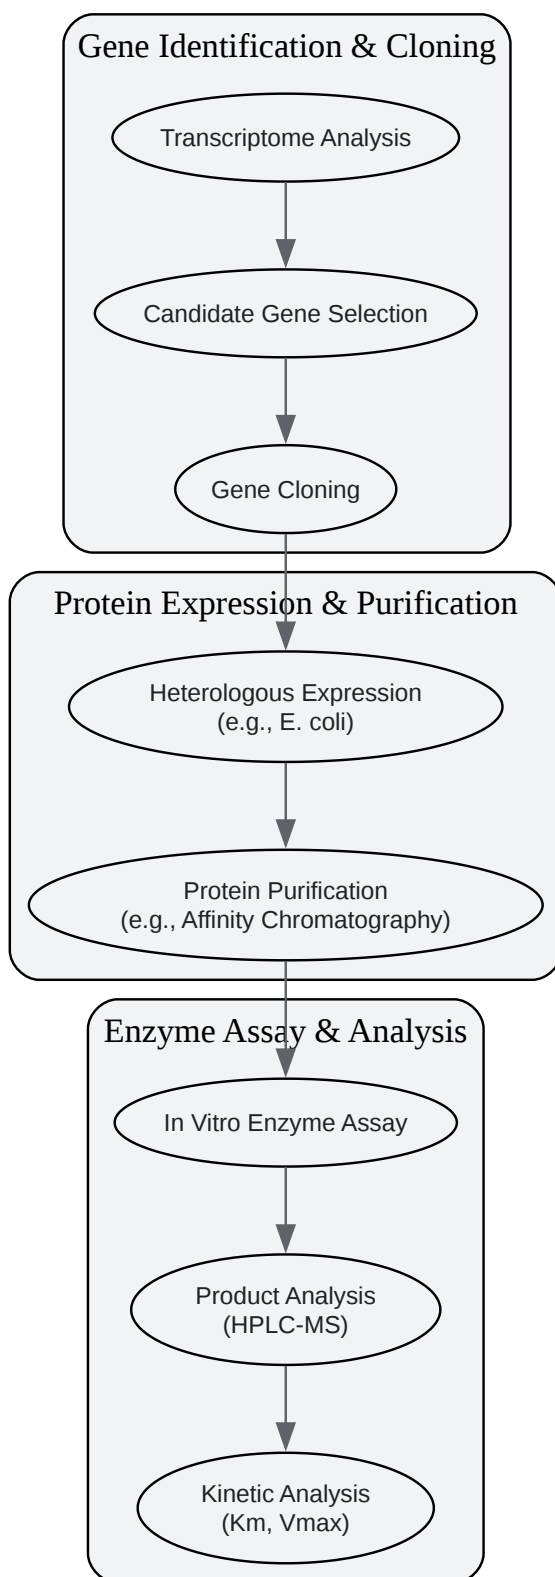 Gene Identification & Cloning
Transcriptome Analysis
Candidate Gene Selection
Gene Cloning
Protein Expression & Purification
Heterologous Expression
(e.g., E. coli)
Protein Purification
(e.g., Affinity Chromatography)
Enzyme Assay & Analysis
In Vitro Enzyme Assay
Product Analysis
(HPLC-MS)
Kinetic Analysis
(Km, Vmax)